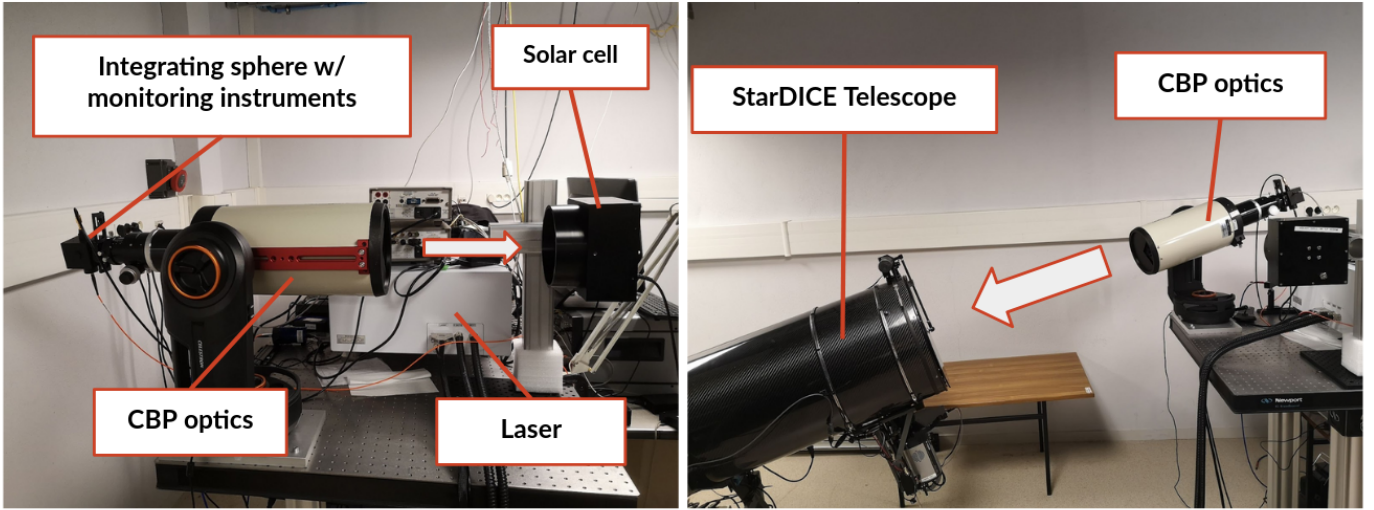 Integrating sphere w/
monitoring instruments
Solar cell
CBP optics
Laser
StarDICE Telescope
CBP optics
Newport